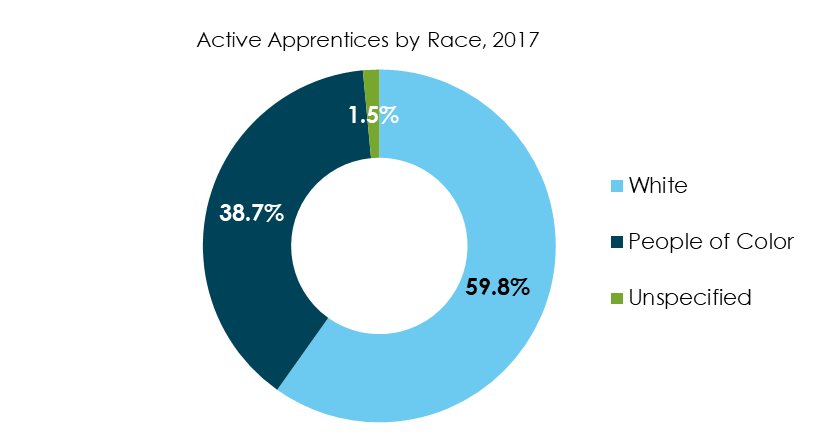 Active Apprentices by Race, 2017
1.5%
38.7%
59.8%
White
People of Color
Unspecified